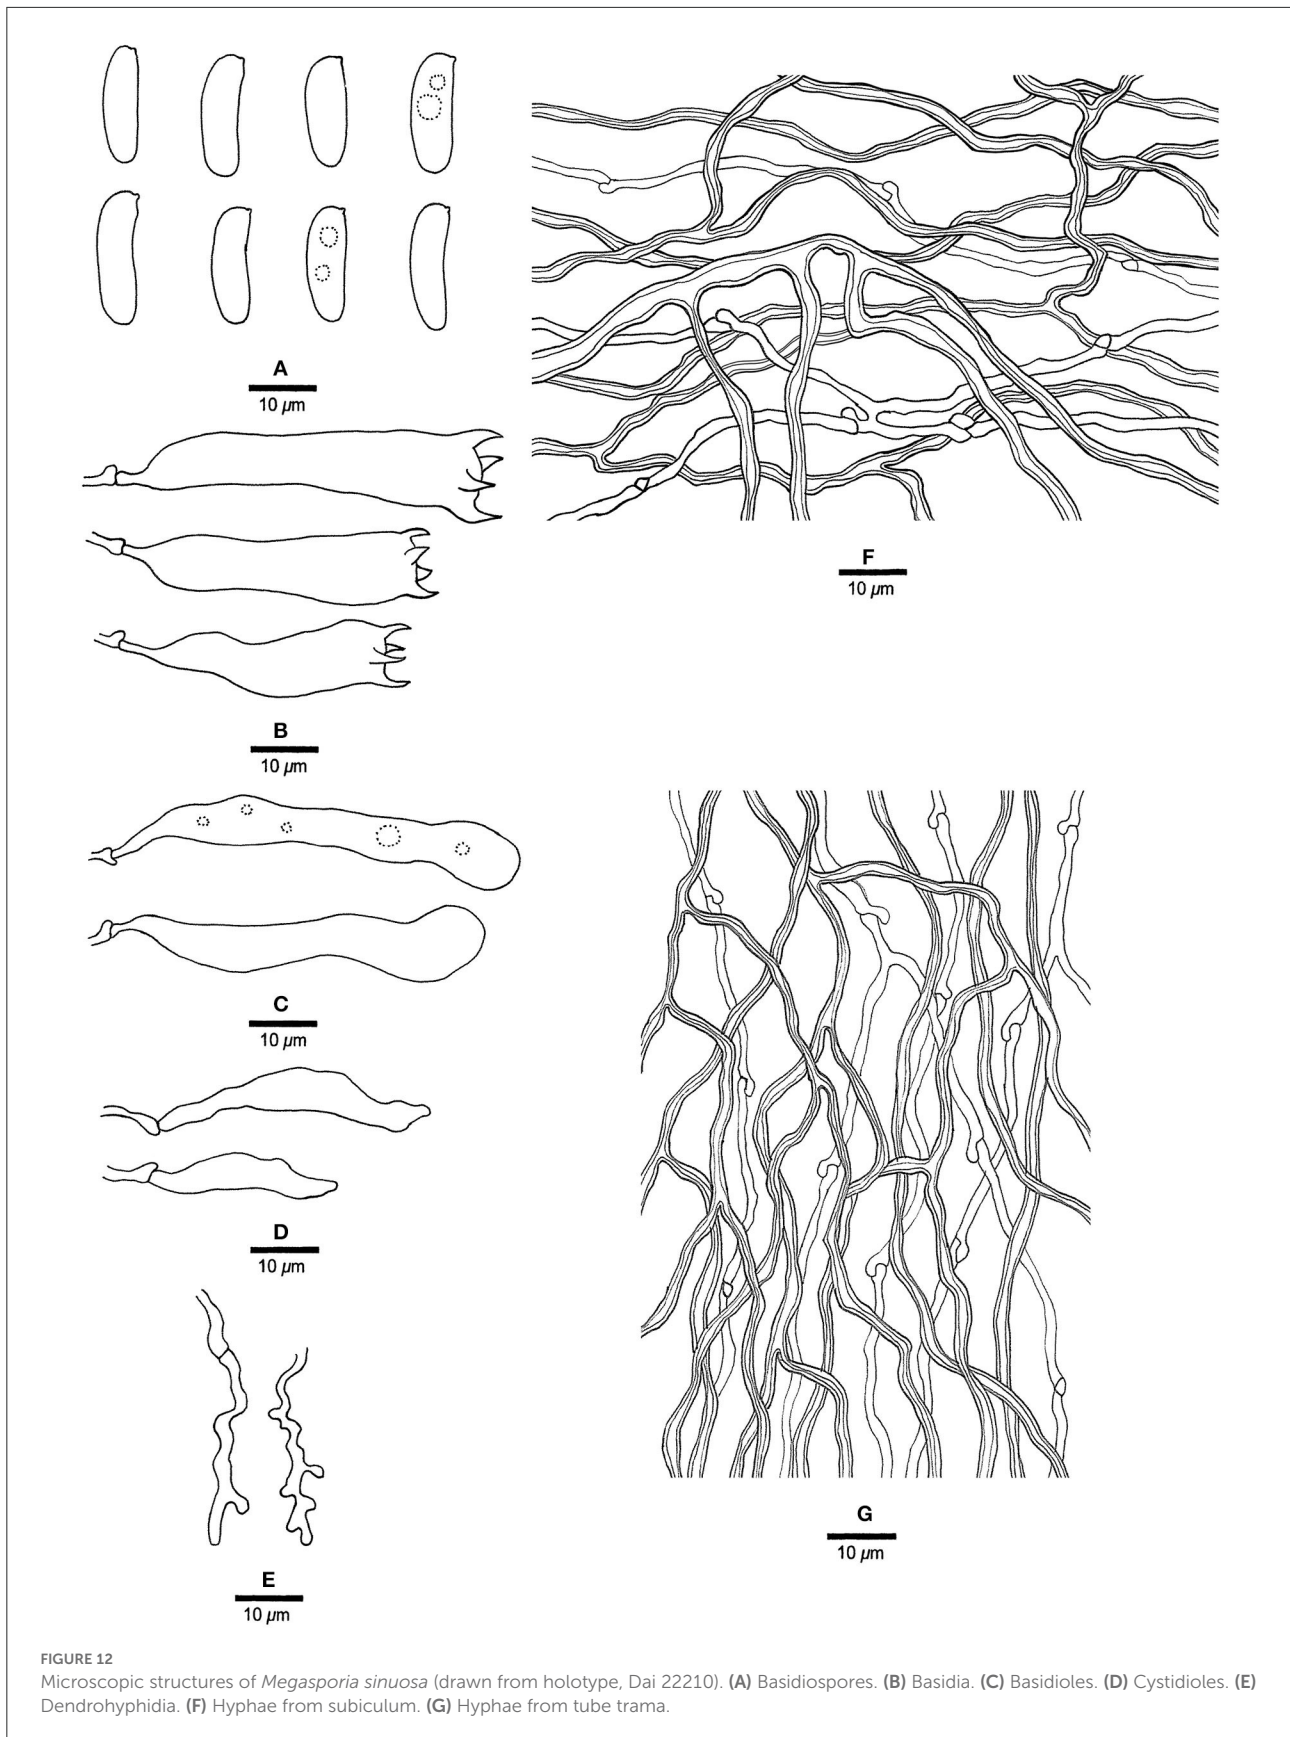 A
10 µm
B
10 µm
C
10 µm
D
10 µm
E
10 µm
F
10 µm
G
10 µm
FIGURE 12
Microscopic structures of Megasporia sinuosa (drawn from holotype, Dai 22210). (A) Basidiospores. (B) Basidia. (C) Basidioles. (D) Cystidioles. (E)
Dendrohyphidia. (F) Hyphae from subiculum. (G) Hyphae from tube trama.